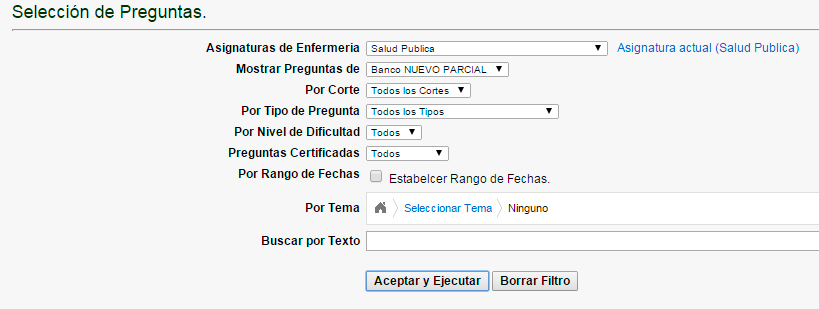 Selección de Preguntas.
Asignaturas de Enfermeria Salud Publica Asignatura actual (Salud Publica)
Mostrar Preguntas de Banco NUEVO PARCIAL
Por Corte Todos los Cortes
Por Tipo de Pregunta Todos los Tipos
Por Nivel de Dificultad Todos
Preguntas Certificadas Todos
Por Rango de Fechas Estabelcer Rango de Fechas.
Por Tema Seleccionar Tema Ninguno
Buscar por Texto
Aceptar y Ejecutar Borrar Filtro